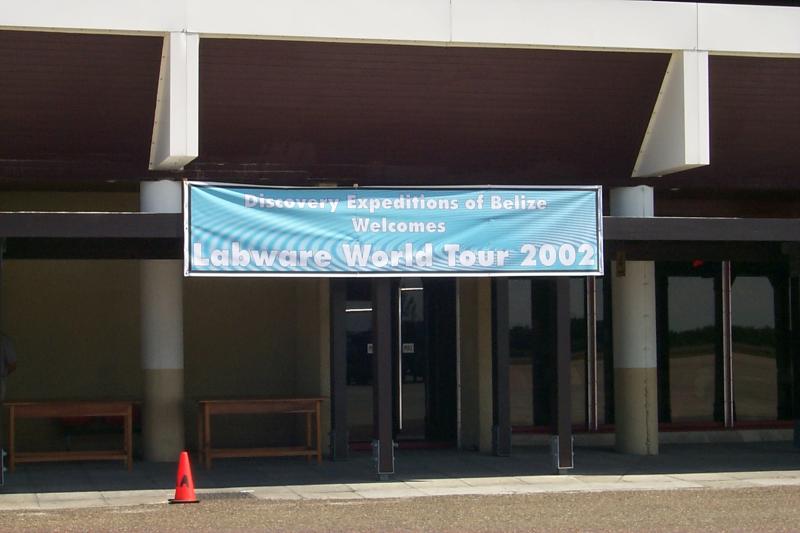 Discovery Expeditions of Belize
Welcomes
Labware World Tour 2002